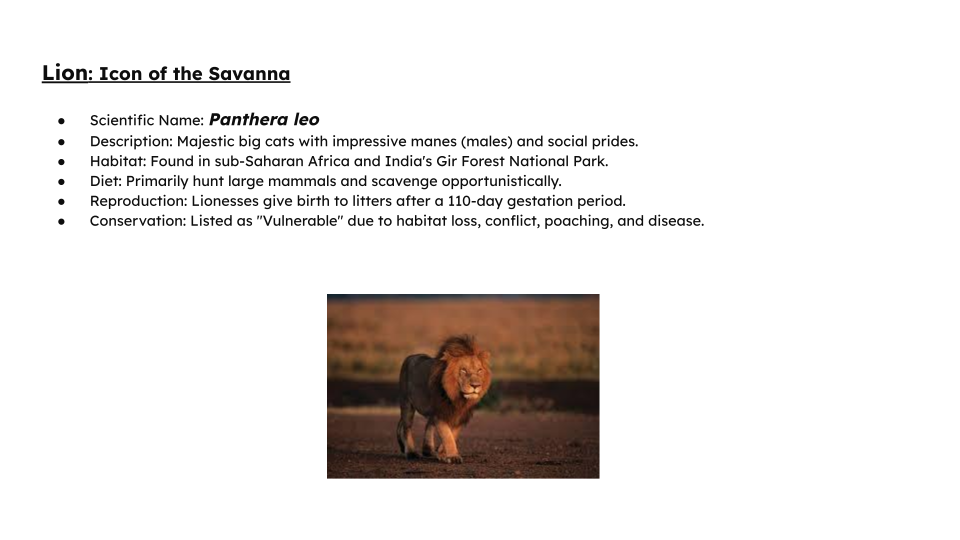 Lion: Icon of the Savanna
● Scientific Name: Panthera leo
● Description: Majestic big cats with impressive manes (males) and social prides.
● Habitat: Found in sub-Saharan Africa and India's Gir Forest National Park.
● Diet: Primarily hunt large mammals and scavenge opportunistically.
● Reproduction: Lionesses give birth to litters after a 110-day gestation period.
● Conservation: Listed as "Vulnerable" due to habitat loss, conflict, poaching, and disease.